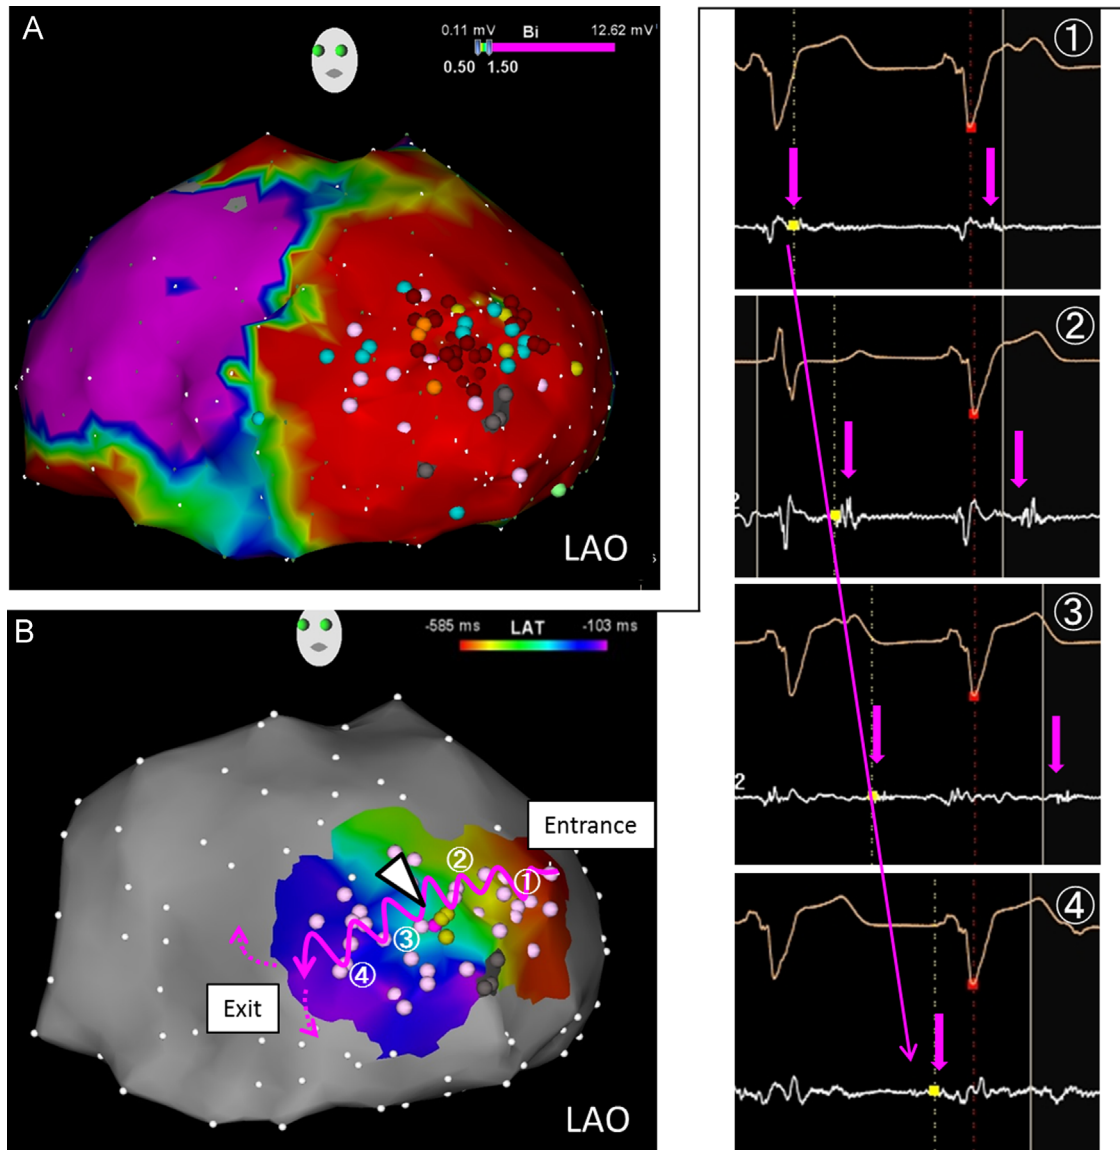 A
0.11 mV Bi 12.62 mV
0.50 1.50
LAO
B
-585 ms LAT -103 ms
Entrance
②
①
③
④
Exit
LAO
①
②
2
③
2
④